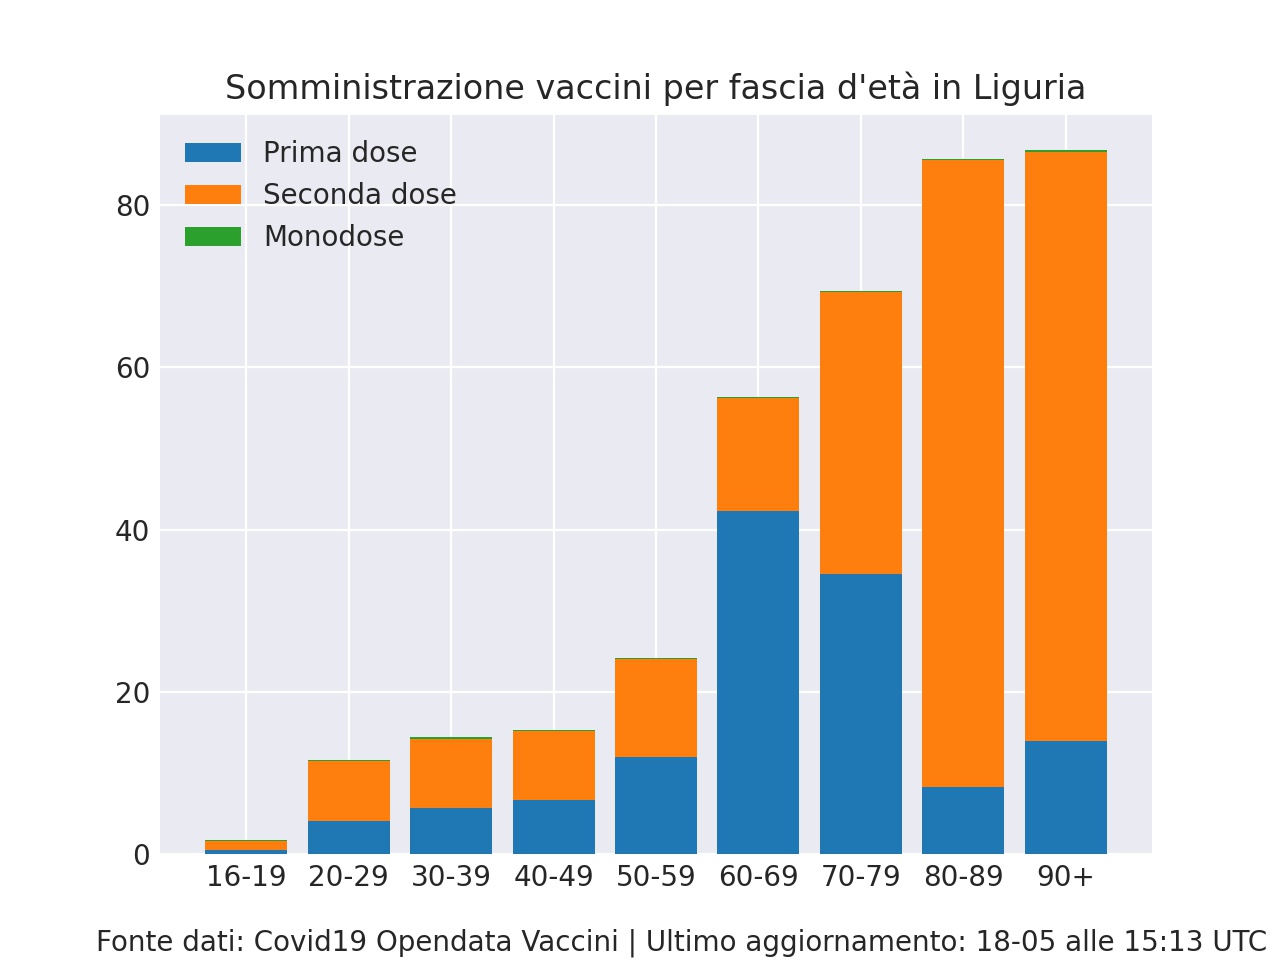 Somministrazione vaccini per fascia d'età in Liguria
Prima dose
Seconda dose
Monodose
80
60
40
20
0
16-19 20-29 30-39 40-49 50-59 60-69 70-79 80-89 90+
Fonte dati: Covid19 Opendata Vaccini | Ultimo aggiornamento: 18-05 alle 15:13 UTC